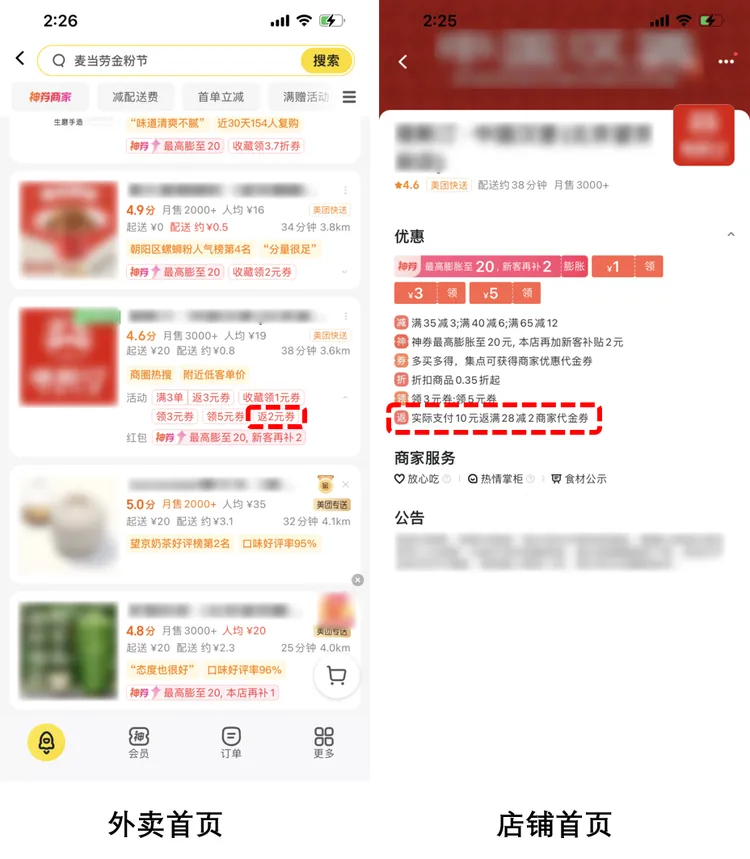 2:26
麦当劳金粉节
搜索
神券商家
减配送费
首单立减
满赠活动
生磨手造
“味道清爽不腻” 近30天154人复购
神券 最高膨至20 收藏领3.7折券
4.9分 月售2000+ 人均 ¥16 美团快送
起送 ¥0 配送 约¥0.5 34分钟 3.8km
朝阳区螺蛳粉人气榜第4名 “分量很足”
神券 最高膨至20 收藏领2元券
4.6分 月售3000+ 人均 ¥19 美团快送
起送 ¥20 配送 约¥0.8 38分钟 3.6km
商圈热搜 附近低客单价
活动 满3单 返3元券 收藏领1元券
领3元券 领5元券 返2元券
红包 神券 最高膨至20, 新客再补2
5.0分 月售2000+ 人均 ¥35 美团专送
起送 ¥20 配送 约¥3.1 32分钟 4.1km
望京奶茶好评榜第2名 口味好评率95%
4.8分 月售3000+ 人均 ¥20 美团专送
起送 ¥20 配送 约¥2.3 25分钟 4.0km
“态度也很好” 口味好评率96%
神券 最高膨至20, 本店再补1
神
会员
订单
更多
外卖首页
2:25
4.6 美团快送 配送约38分钟 月售3000+
优惠
神券 最高膨胀至20, 新客再补2 膨胀 ¥1 领
¥3 领 ¥5 领
减 满35减3;满40减6;满65减12
神 神券最高膨胀至20元, 本店再加新客补贴2元
券 多买多得，集点可获得商家优惠代金券
折 折扣商品0.35折起
领 领3元券;领5元券
返 实际支付10元返满28减2商家代金券
商家服务
放心吃 热情掌柜 食材公示
公告
店铺首页